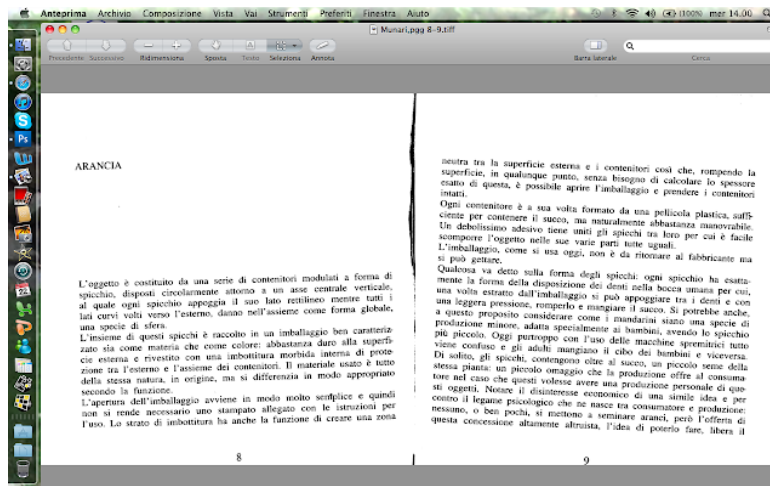 Anteprima Archivio Composizione Vista Vai Strumenti Preferiti Finestra Aiuto (100%) mer 14.00
Munari,pgg 8-9.tiff
Precedente Successivo Ridimensiona Sposta Testo Seleziona Annota Barra laterale Cerca
ARANCIA
L'oggetto è costituito da una serie di contenitori modulati a forma di
spicchio, disposti circolarmente attorno a un asse centrale verticale,
al quale ogni spicchio appoggia il suo lato rettilineo mentre tutti i
lati curvi volti verso l'esterno, danno nell'assieme come forma globale,
una specie di sfera.
L'insieme di questi spicchi è raccolto in un imballaggio ben caratteriz-
zato sia come materia che come colore: abbastanza duro alla superfi-
cie esterna e rivestito con una imbottitura morbida interna di prote-
zione tra l'esterno e l'assieme dei contenitori. Il materiale usato è tutto
della stessa natura, in origine, ma si differenzia in modo appropriato
secondo la funzione.
L'apertura dell'imballaggio avviene in modo molto semplice e quindi
non si rende necessario uno stampato allegato con le istruzioni per
l'uso. Lo strato di imbottitura ha anche la funzione di creare una zona
8
neutra tra la superficie esterna e i contenitori così che, rompendo la
superficie, in qualunque punto, senza bisogno di calcolare lo spessore
esatto di questa, è possibile aprire l'imballaggio e prendere i contenitori
intatti.
Ogni contenitore è a sua volta formato da una pellicola plastica, suffi-
ciente per contenere il succo, ma naturalmente abbastanza manovrabile.
Un debolissimo adesivo tiene uniti gli spicchi tra loro per cui è facile
scomporre l'oggetto nelle sue varie parti tutte uguali.
L'imballaggio, come si usa oggi, non è da ritornare al fabbricante ma
si può gettare.
Qualcosa va detto sulla forma degli spicchi: ogni spicchio ha esatta-
mente la forma della disposizione dei denti nella bocca umana per cui,
una volta estratto dall'imballaggio si può appoggiare tra i denti e con
una leggera pressione, romperlo e mangiare il succo. Si potrebbe anche,
a questo proposito considerare come i mandarini siano una specie di
produzione minore, adatta specialmente ai bambini, avendo lo spicchio
più piccolo. Oggi purtroppo con l'uso delle macchine spremitrici tutto
viene confuso e gli adulti mangiano il cibo dei bambini e viceversa.
Di solito, gli spicchi, contengono oltre al succo, un piccolo seme della
stessa pianta: un piccolo omaggio che la produzione offre al consuma-
tore nel caso che questi volesse avere una produzione personale di que-
sti oggetti. Notare il disinteresse economico di una simile idea e per
contro il legame psicologico che ne nasce tra consumatore e produzione:
nessuno, o ben pochi, si mettono a seminare aranci, però l'offerta di
questa concessione altamente altruista, l'idea di poterlo fare, libera il
9